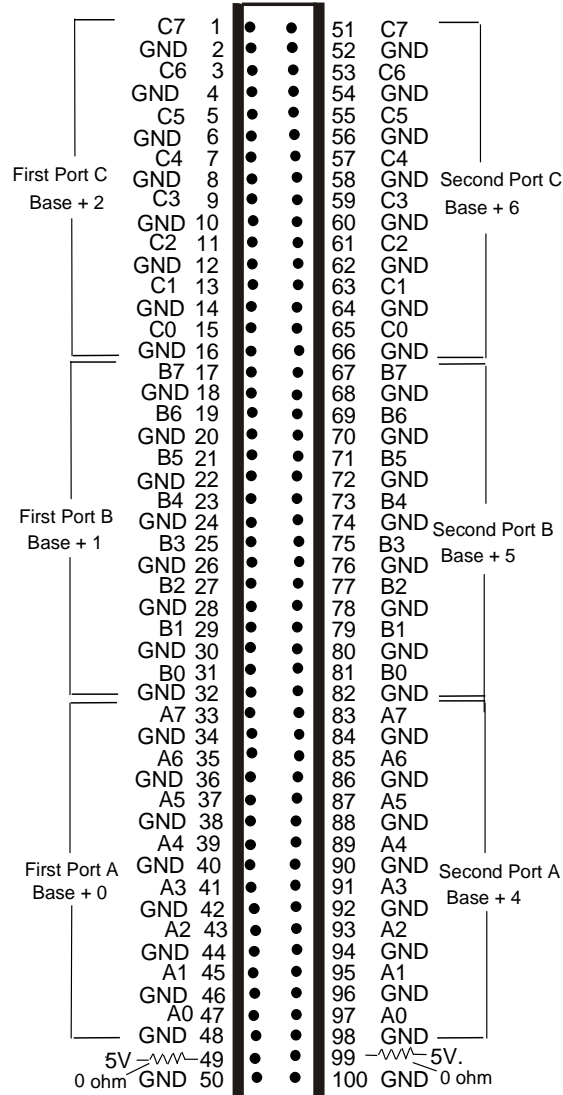 C7 1 51 C7
GND 2 52 GND
C6 3 53 C6
GND 4 54 GND
C5 5 55 C5
GND 6 56 GND
C4 7 57 C4
First Port C GND 8 58 GND Second Port C
Base + 2 C3 9 59 C3 Base + 6
GND 10 60 GND
C2 11 61 C2
GND 12 62 GND
C1 13 63 C1
GND 14 64 GND
C0 15 65 C0
GND 16 66 GND
B7 17 67 B7
GND 18 68 GND
B6 19 69 B6
GND 20 70 GND
B5 21 71 B5
GND 22 72 GND
B4 23 73 B4
First Port B GND 24 74 GND Second Port B
Base + 1 B3 25 75 B3 Base + 5
GND 26 76 GND
B2 27 77 B2
GND 28 78 GND
B1 29 79 B1
GND 30 80 GND
B0 31 81 B0
GND 32 82 GND
A7 33 83 A7
GND 34 84 GND
A6 35 85 A6
GND 36 86 GND
A5 37 87 A5
GND 38 88 GND
A4 39 89 A4
First Port A GND 40 90 GND Second Port A
Base + 0 A3 41 91 A3 Base + 4
GND 42 92 GND
A2 43 93 A2
GND 44 94 GND
A1 45 95 A1
GND 46 96 GND
A0 47 97 A0
GND 48 98 GND
5V 49 99 5V.
0 ohm GND 50 100 GND 0 ohm